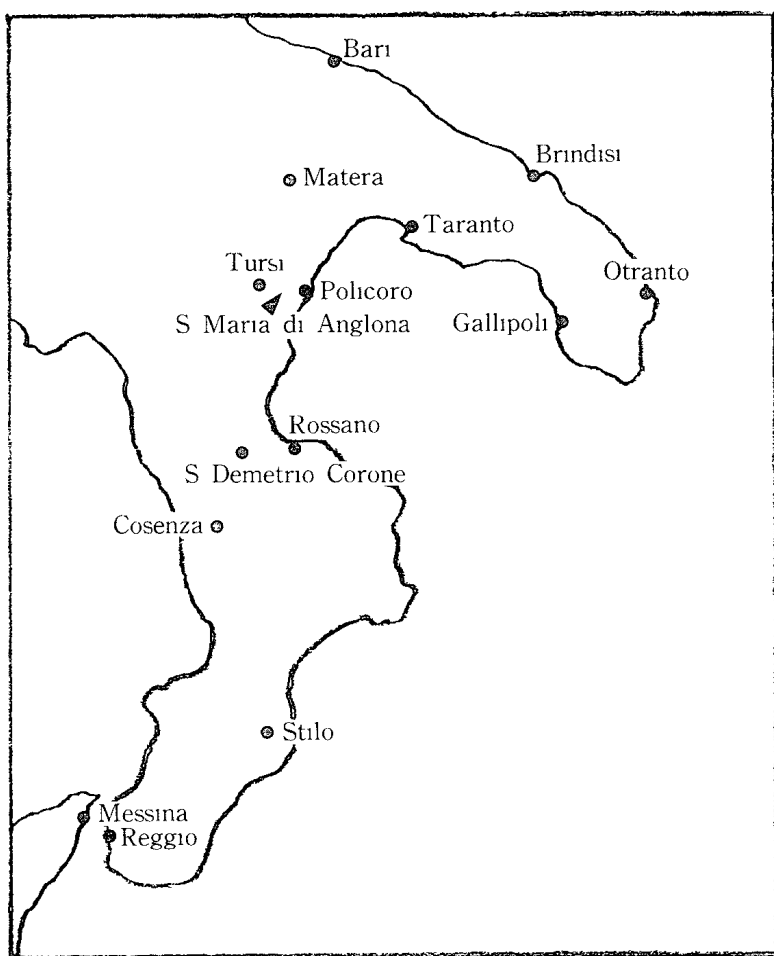 Bari
Brindisi
Matera
Taranto
Tursi
Otranto
Policoro
S Maria di Anglona
Gallipoli
Rossano
S Demetrio Corone
Cosenza
Stilo
Messina
Reggio